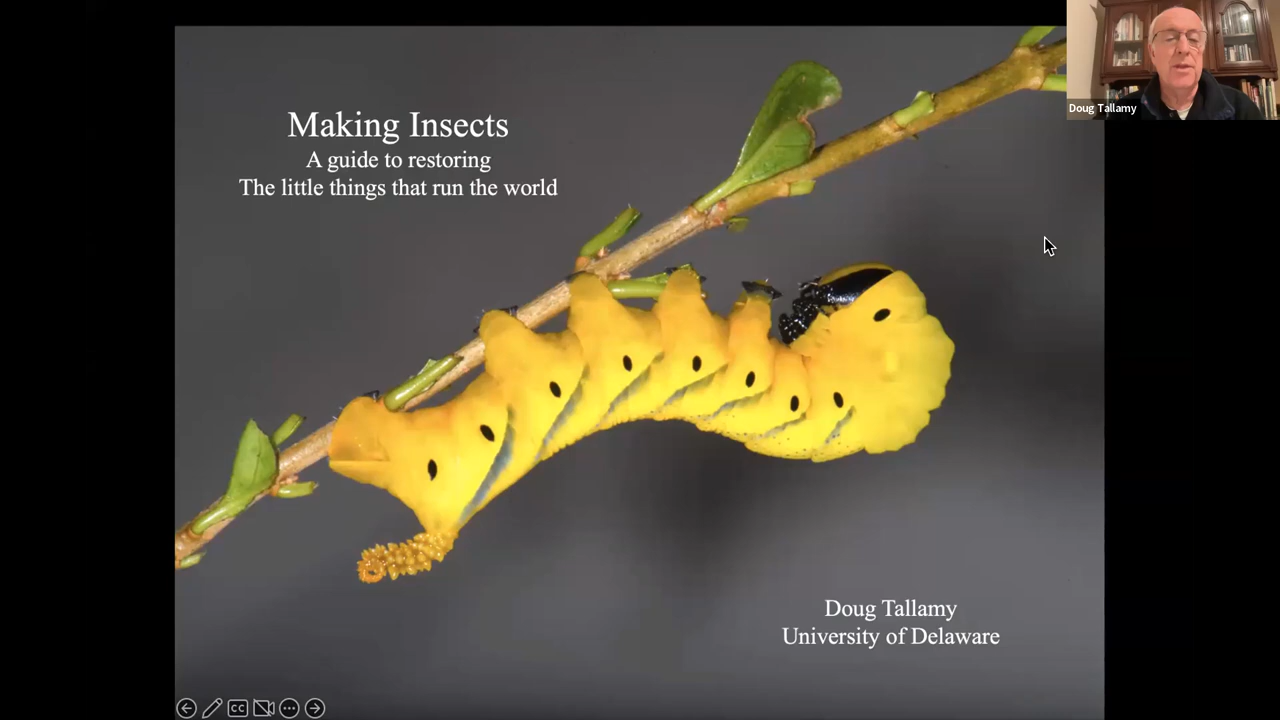 Making Insects
A guide to restoring
The little things that run the world
Doug Tallamy
Doug Tallamy
University of Delaware
CC